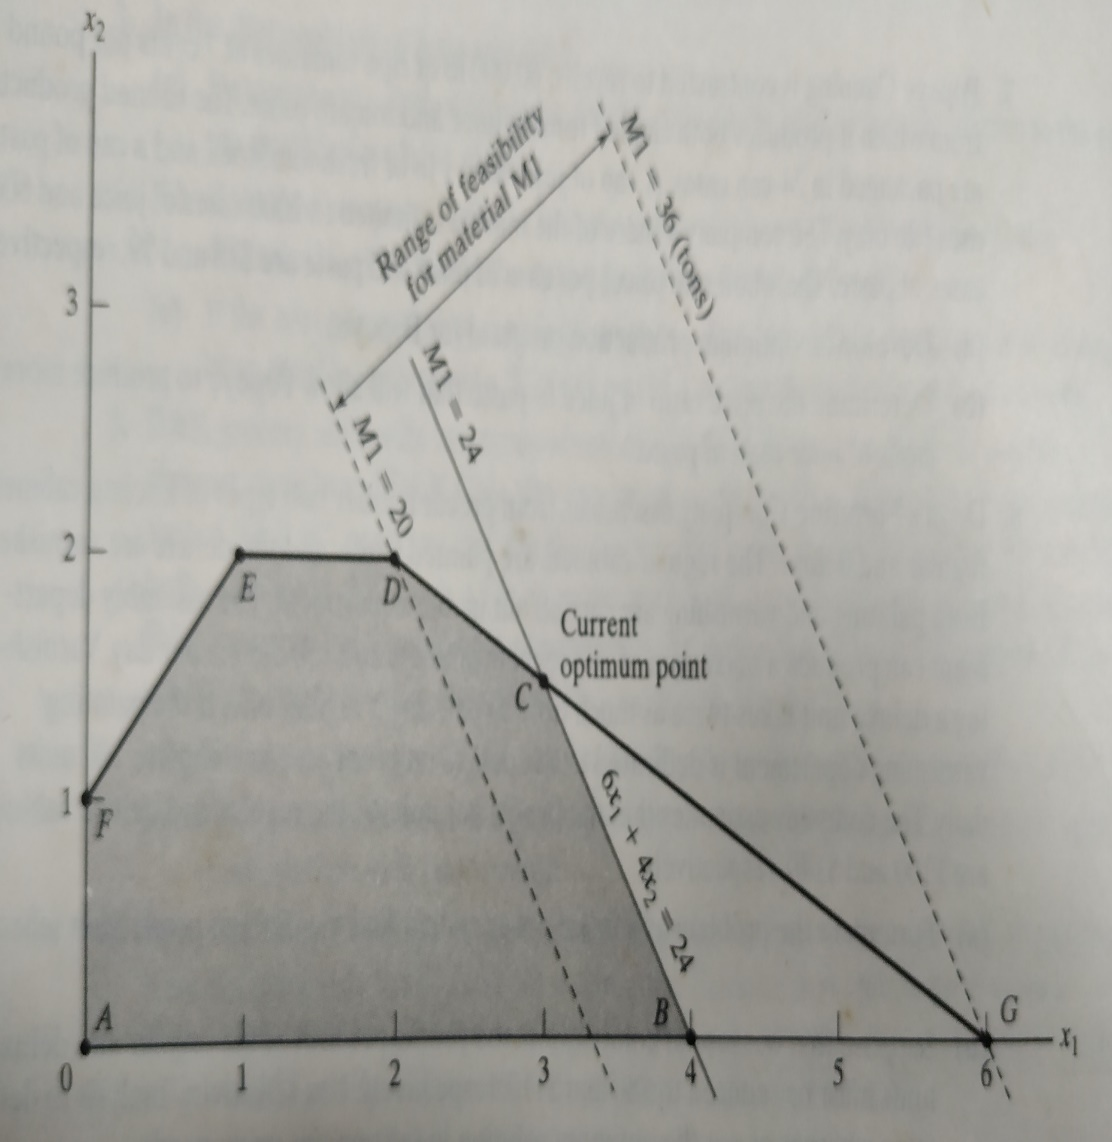 x₂
Range of feasibility
for material M1
M1 = 36 (tons)
3
M1 = 24
M1 = 20
2
E
D
Current
optimum point
C
6x₁ + 4x₂ = 24
1
F
A
B
G
x₁
0
1
2
3
4
5
6